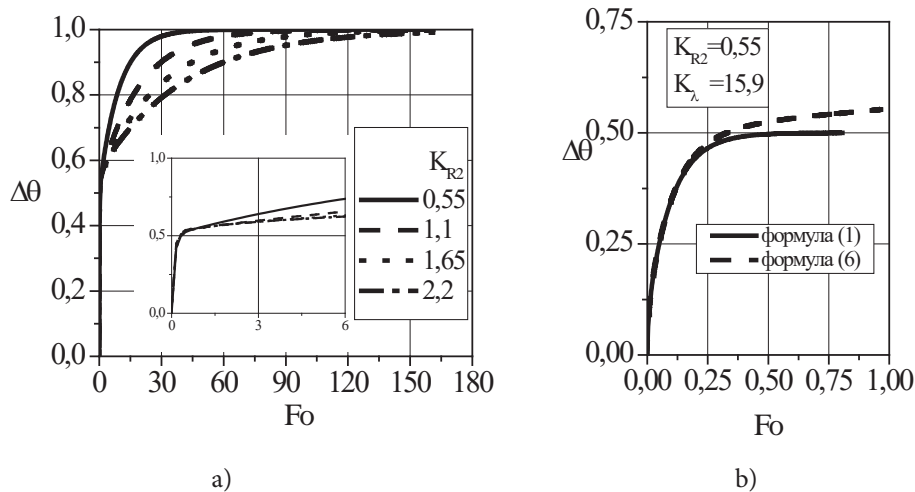 1,0
0,8
0,6
Δθ
0,4
0,2
0,0
0 30 60 90 120 150 180
Fo
1,0
0,5
0,0
0 3 6
K_R2
0,55
1,1
1,65
2,2
a)
0,75
0,50
Δθ
0,25
0,00
0,00 0,25 0,50 0,75 1,00
Fo
K_R2=0,55
K_λ=15,9
формула (1)
формула (6)
b)